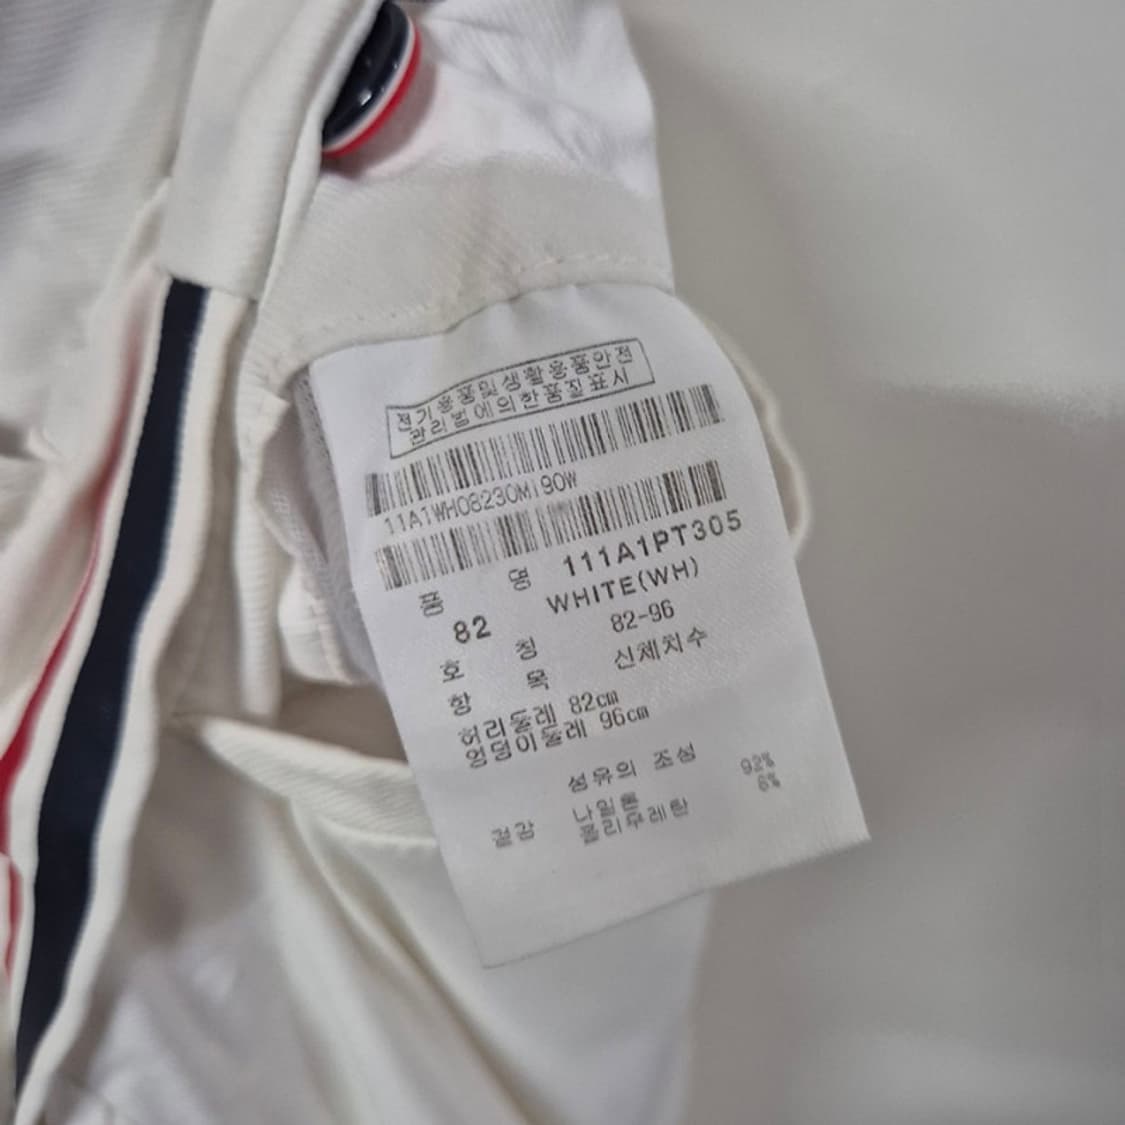 전기용품및생활용품안전
관리법에의한품질표시
11A1WH08230M190W
품 명 111A1PT305
82 WHITE(WH)
호 칭 82-96
항 목 신체치수
허리둘레 82cm
엉덩이둘레 96cm
섬유의 조성
겉감 나일론 92%
폴리우레탄 8%